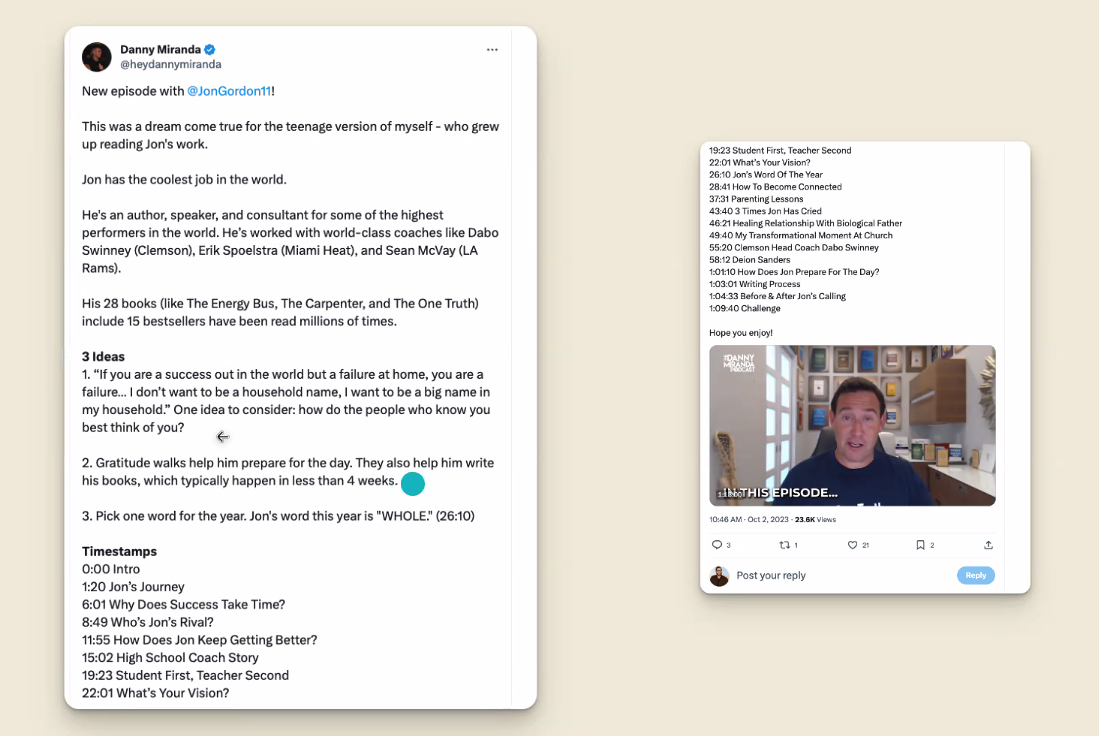 Danny Miranda
@heydannymiranda
New episode with @JonGordon11!
This was a dream come true for the teenage version of myself - who grew
up reading Jon's work.
Jon has the coolest job in the world.
He's an author, speaker, and consultant for some of the highest
performers in the world. He's worked with world-class coaches like Dabo
Swinney (Clemson), Erik Spoelstra (Miami Heat), and Sean McVay (LA
Rams).
His 28 books (like The Energy Bus, The Carpenter, and The One Truth)
include 15 bestsellers have been read millions of times.
3 Ideas
1. “If you are a success out in the world but a failure at home, you are a
failure... I don’t want to be a household name, I want to be a big name in
my household.” One idea to consider: how do the people who know you
best think of you?
2. Gratitude walks help him prepare for the day. They also help him write
his books, which typically happen in less than 4 weeks.
3. Pick one word for the year. Jon's word this year is "WHOLE." (26:10)
Timestamps
0:00 Intro
1:20 Jon’s Journey
6:01 Why Does Success Take Time?
8:49 Who’s Jon’s Rival?
11:55 How Does Jon Keep Getting Better?
15:02 High School Coach Story
19:23 Student First, Teacher Second
22:01 What’s Your Vision?
19:23 Student First, Teacher Second
22:01 What’s Your Vision?
26:10 Jon’s Word Of The Year
28:41 How To Become Connected
37:31 Parenting Lessons
43:40 3 Times Jon Has Cried
46:21 Healing Relationship With Biological Father
49:40 My Transformational Moment At Church
55:20 Clemson Head Coach Dabo Swinney
58:12 Deion Sanders
1:01:10 How Does Jon Prepare For The Day?
1:03:01 Writing Process
1:04:33 Before & After Jon’s Calling
1:09:40 Challenge
Hope you enjoy!
THE DANNY
MIRANDA
PODCAST
IN THIS EPISODE...
10:46 AM · Oct 2, 2023 · 23.6K Views
3
1
21
2
Post your reply
Reply